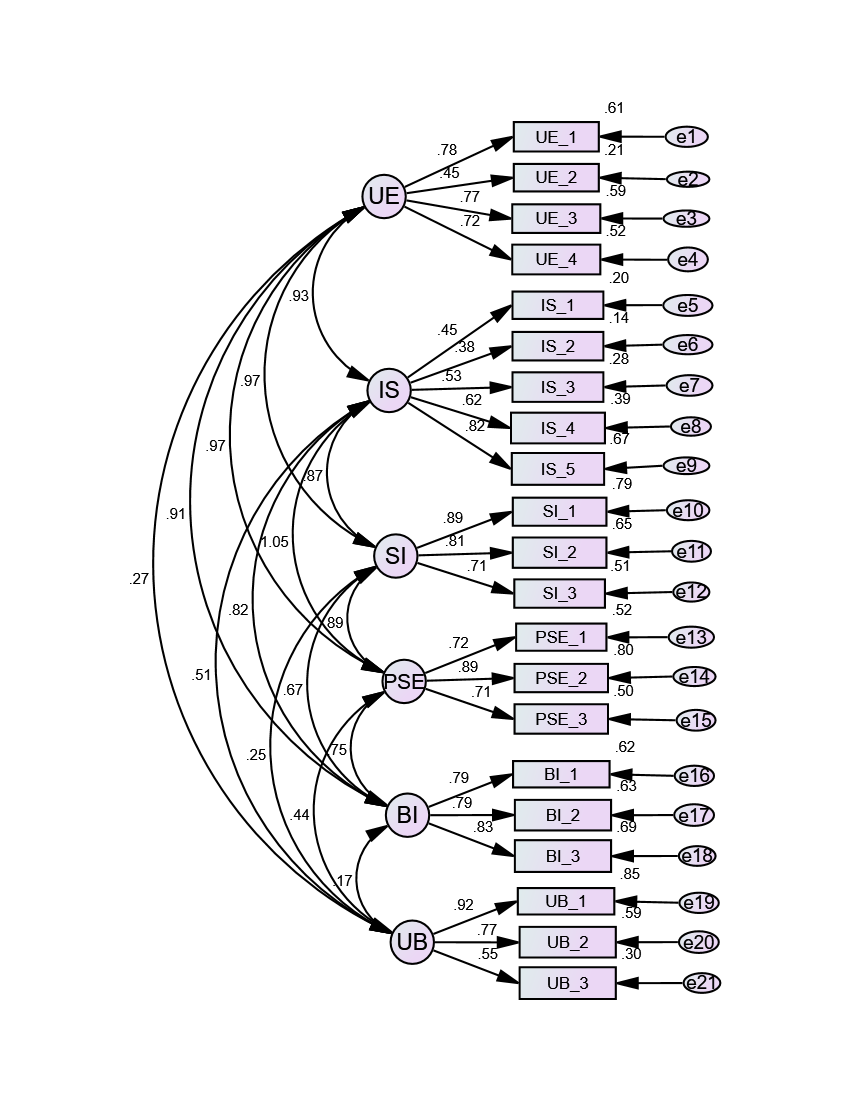 .61
.78 UE_1 e1
.21
.45 UE_2 e2
UE .59
.77 UE_3 e3
.72 .52
UE_4 e4
.20
.93 IS_1 e5
.45 .14
.38 IS_2 e6
.28
.97 IS .53 IS_3 e7
.62 .39
.82 IS_4 e8
.97 .67
IS_5 e9
.87 .79
.89 SI_1 e10
.91 .65
1.05 SI .81 SI_2 e11
.71 .51
.27 SI_3 e12
.82 .52
.89 PSE_1 e13
.72 .80
.51 PSE .89 PSE_2 e14
.67 .71 .50
PSE_3 e15
.25 .75 .62
.79 BI_1 e16
.44 .63
BI .79 BI_2 e17
.83 .69
BI_3 e18
.17 .85
.92 UB_1 e19
.59
UB .77 UB_2 e20
.55 .30
UB_3 e21